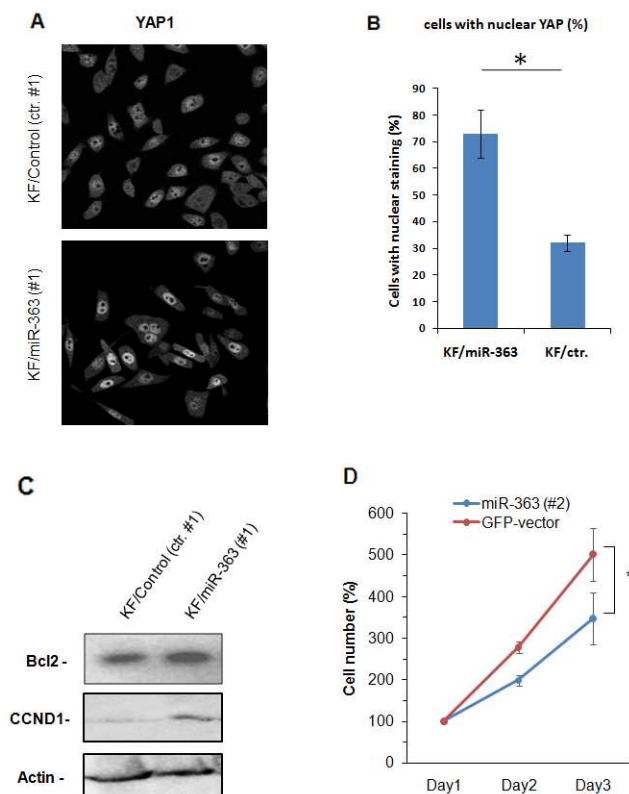 A
YAP1
KF/Control (ctr. #1)
KF/miR-363 (#1)
B
cells with nuclear YAP (%)
*
Cells with nuclear staining (%)
90
80
70
60
50
40
30
20
10
0
KF/miR-363
KF/ctr.
C
KF/Control (ctr. #1)
KF/miR-363 (#1)
Bcl2 -
CCND1-
Actin -
D
miR-363 (#2)
GFP-vector
Cell number (%)
600
500
400
300
200
100
0
*
Day1
Day2
Day3